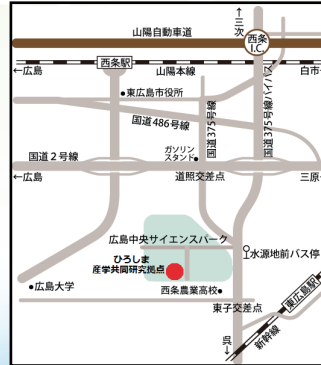 ←三次
山陽自動車道
西条
I.C.
西条駅
←広島
山陽本線
白市→
東広島市役所
国道486号線
国道375号線
国道375号線バイパス
ガソリン
スタンド
国道2号線
←広島
道照交差点
三原→
広島中央サイエンスパーク
水源地前バス停
ひろしま
産学共同研究拠点
広島大学
西条農業高校
東子交差点
東広島駅
新幹線
呉→